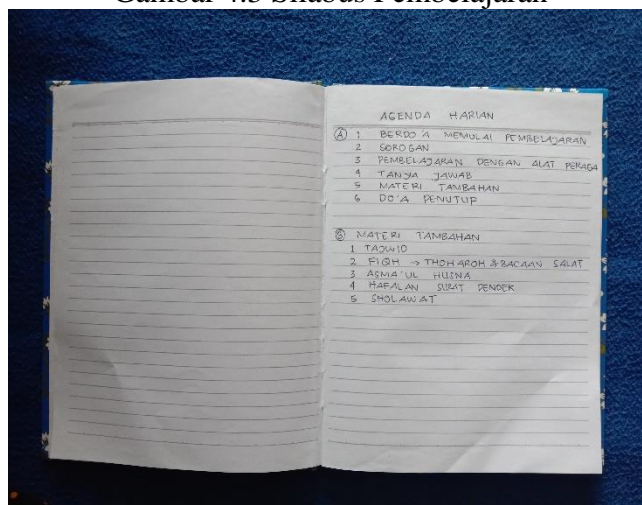 Gambar 4.3 Silabus Pembelajaran
AGENDA HARIAN
A 1 BERDO'A MEMULAI PEMBELAJARAN
2 SOROGAN
3 PEMBELAJARAN DENGAN ALAT PERAGA
4 TANYA JAWAB
5 MATERI TAMBAHAN
6 DO'A PENUTUP
B MATERI TAMBAHAN
1 TAJWID
2 FIQH → THOHAROH & BACAAN SALAT
3 ASMA'UL HUSNA
4 HAFALAN SURAT PENDEK
5 SHOLAWAT